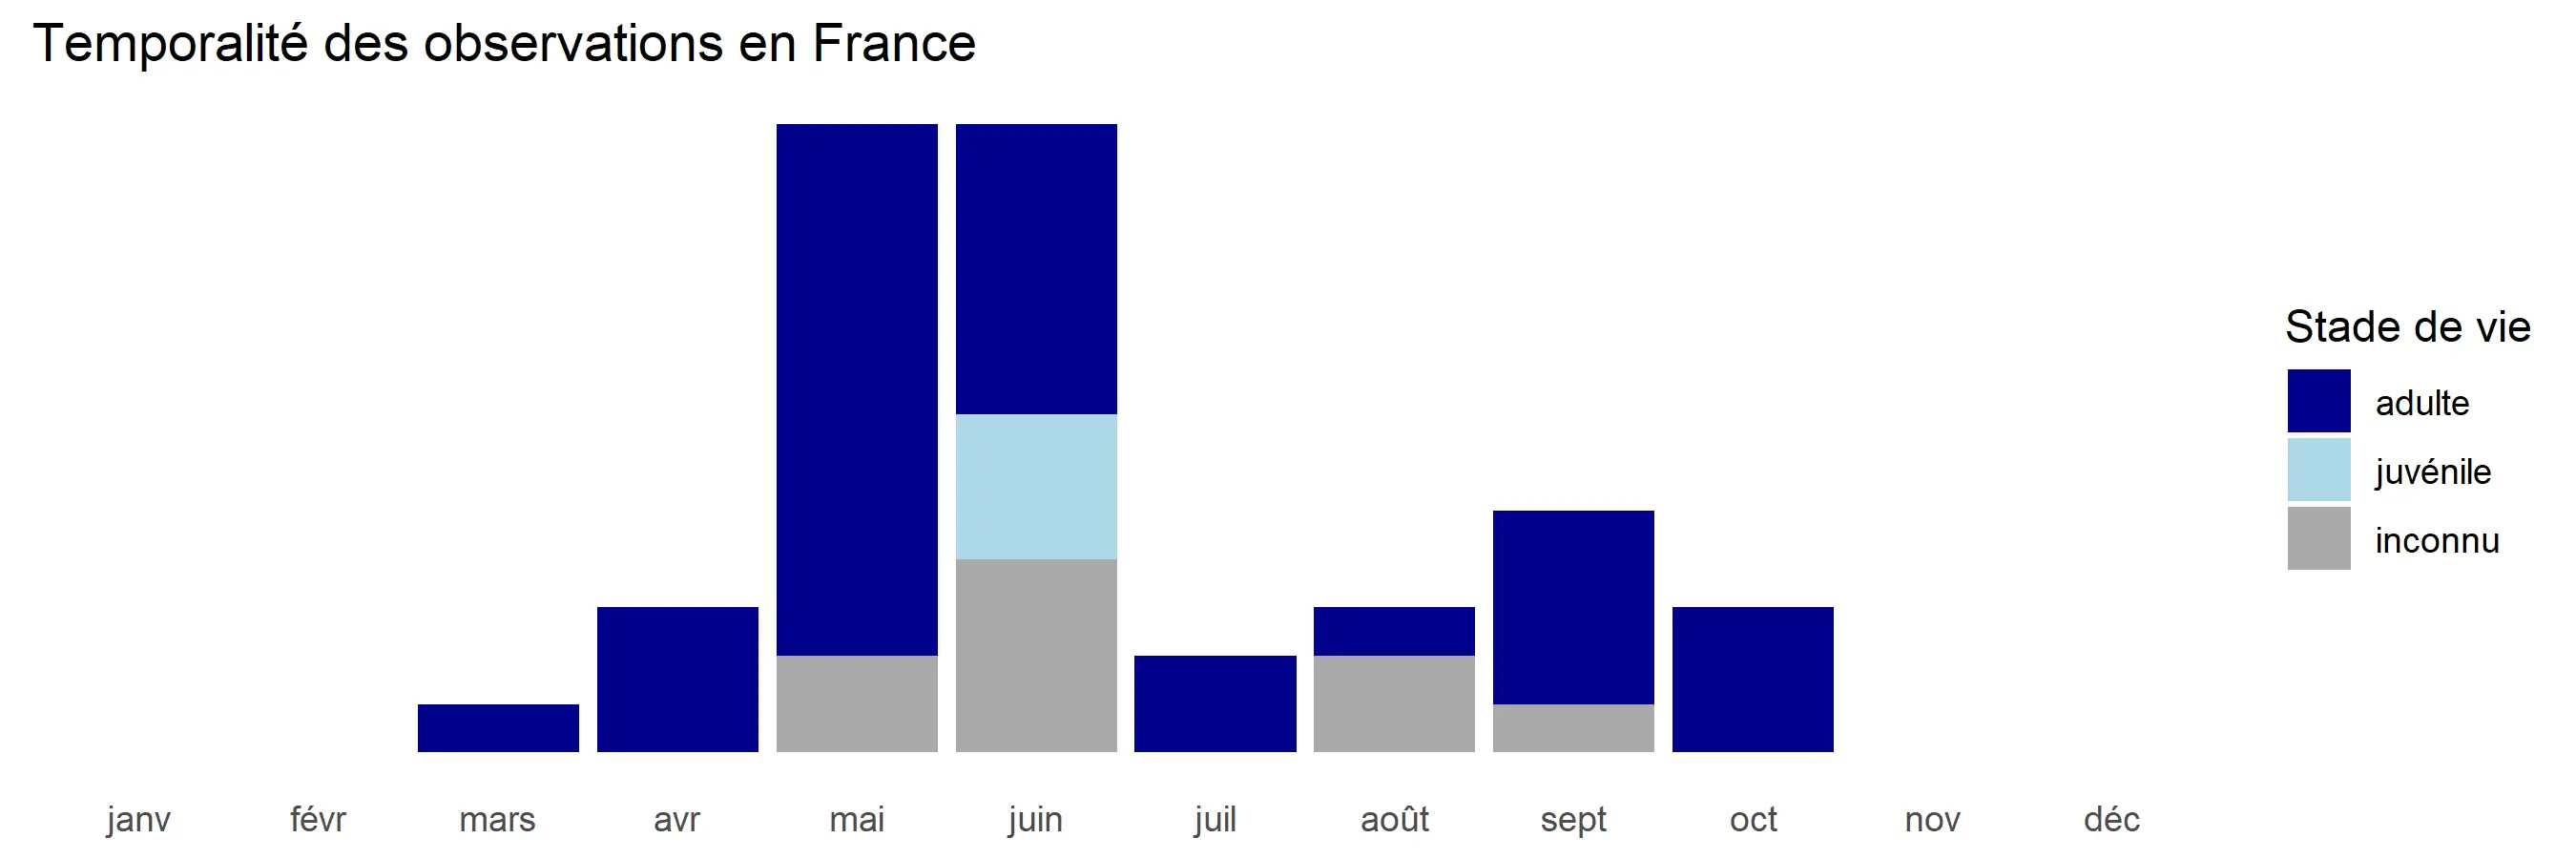 Temporalité des observations en France
Stade de vie
adulte
juvénile
inconnu
janv févr mars avr mai juin juil août sept oct nov déc